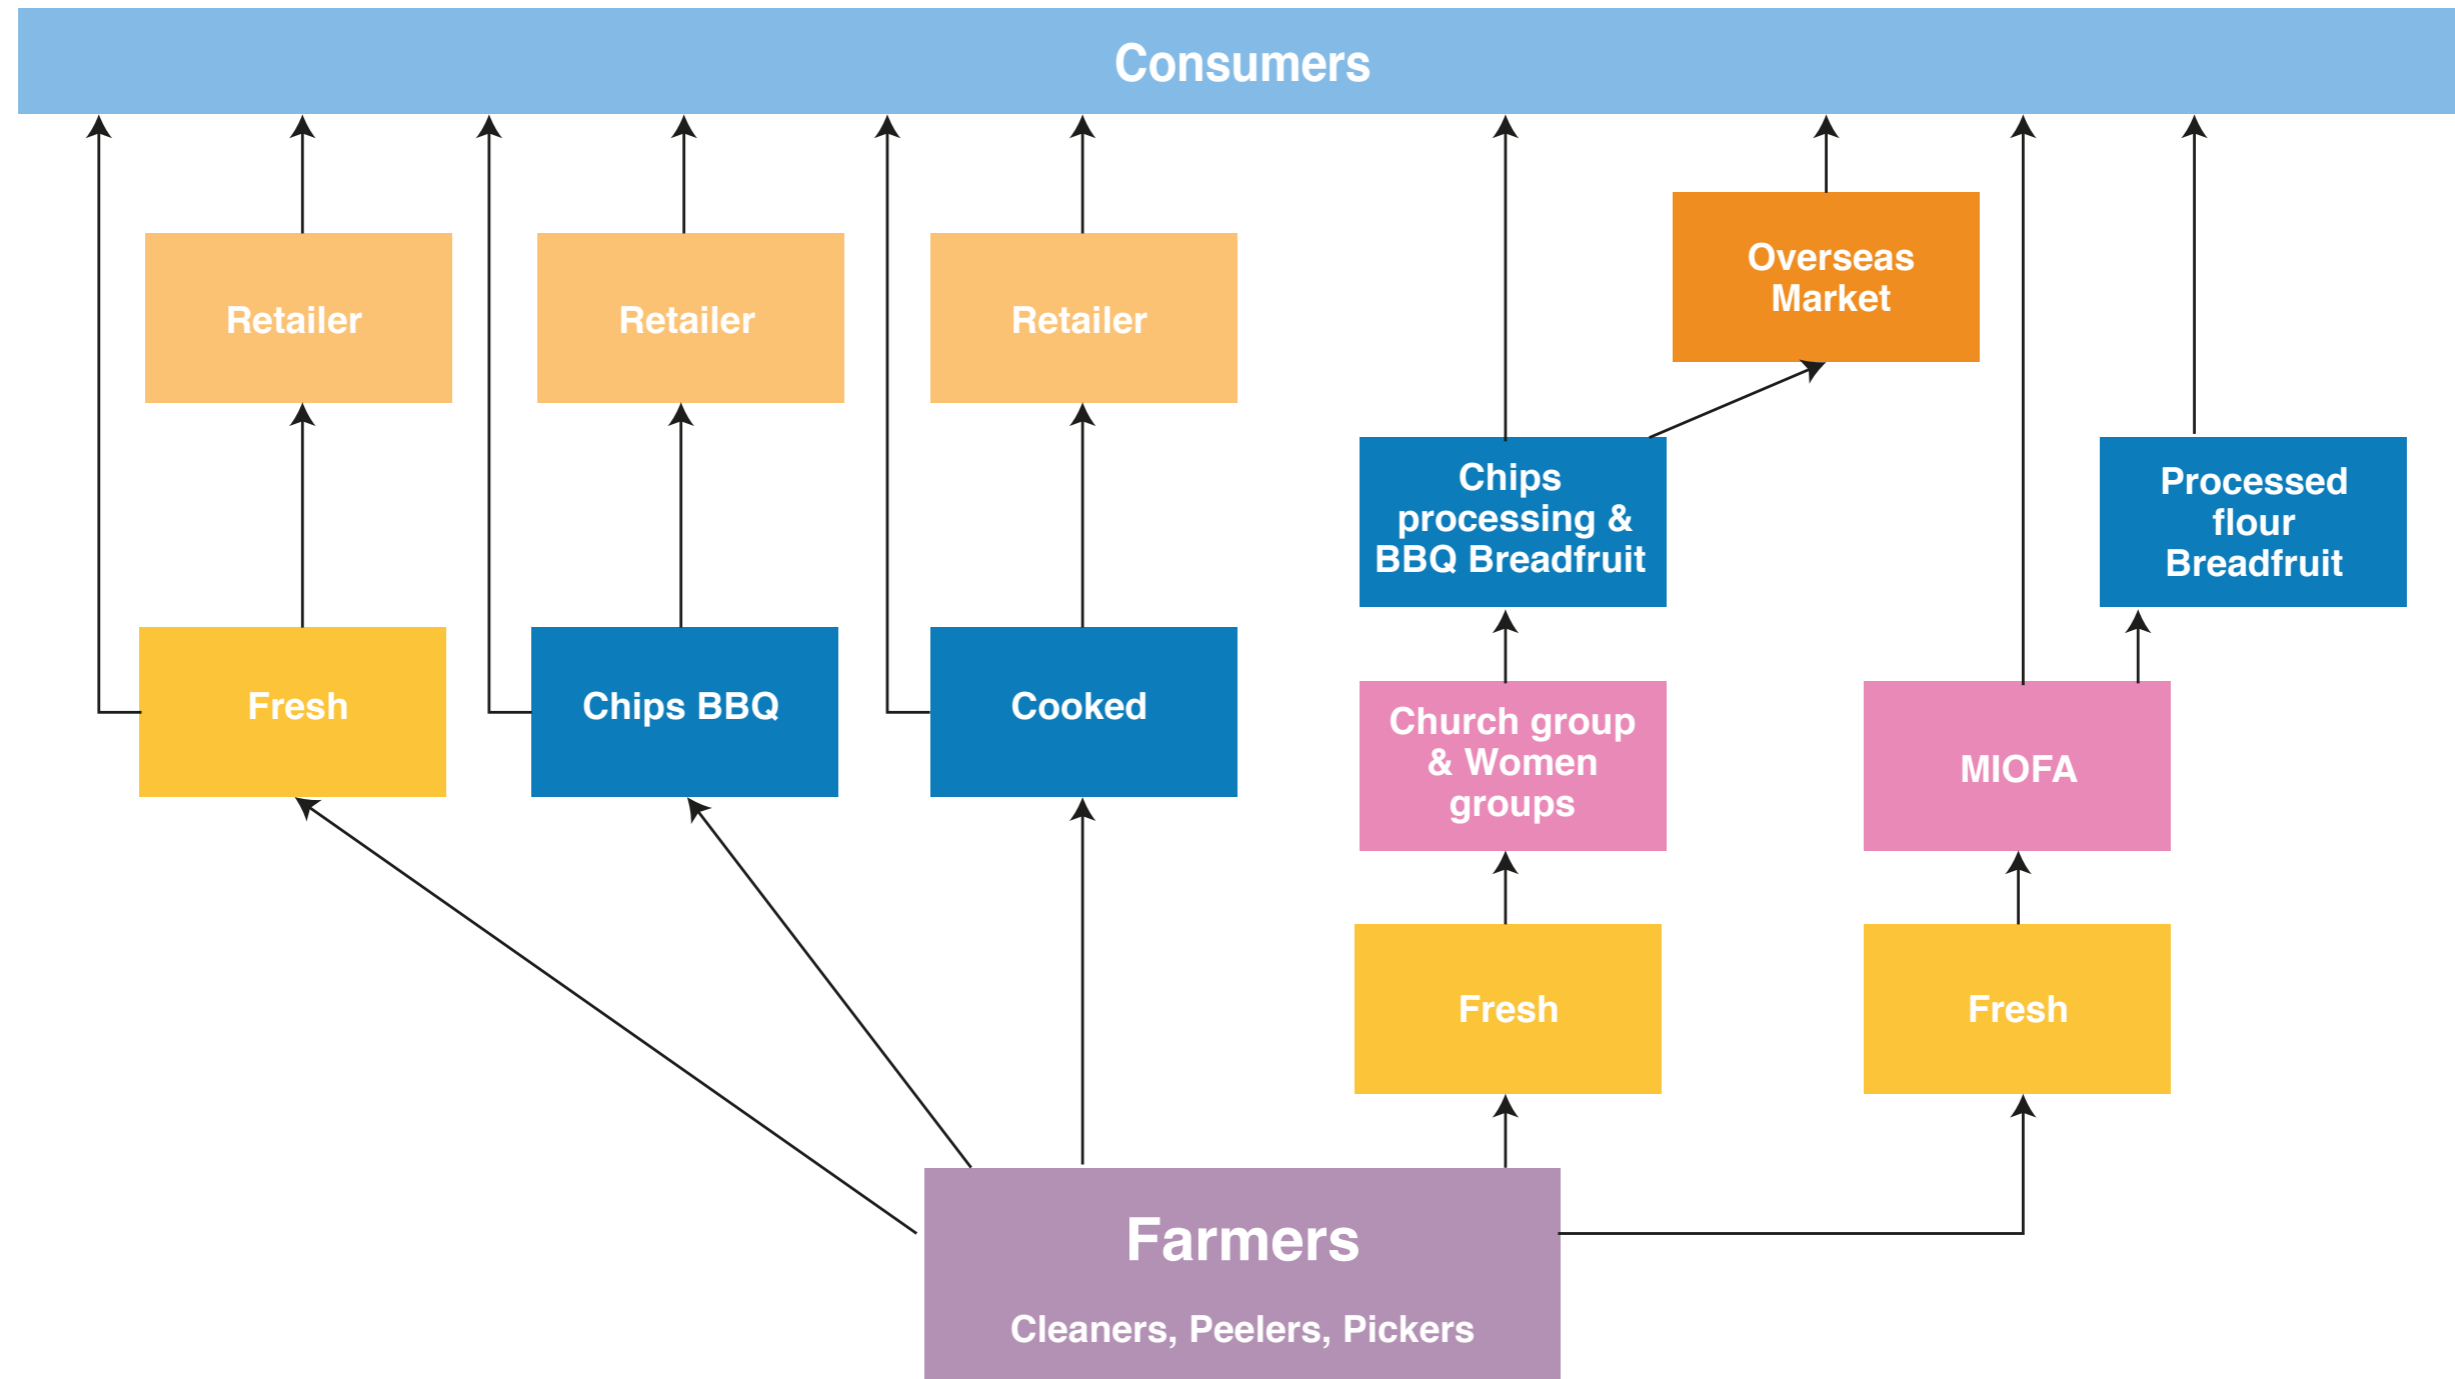 Consumers
Overseas
Market
Retailer
Retailer
Retailer
Chips
processing &
BBQ Breadfruit
Processed
flour
Breadfruit
Fresh
Chips BBQ
Cooked
Church group
& Women
groups
MIOFA
Fresh
Fresh
Farmers
Cleaners, Peelers, Pickers